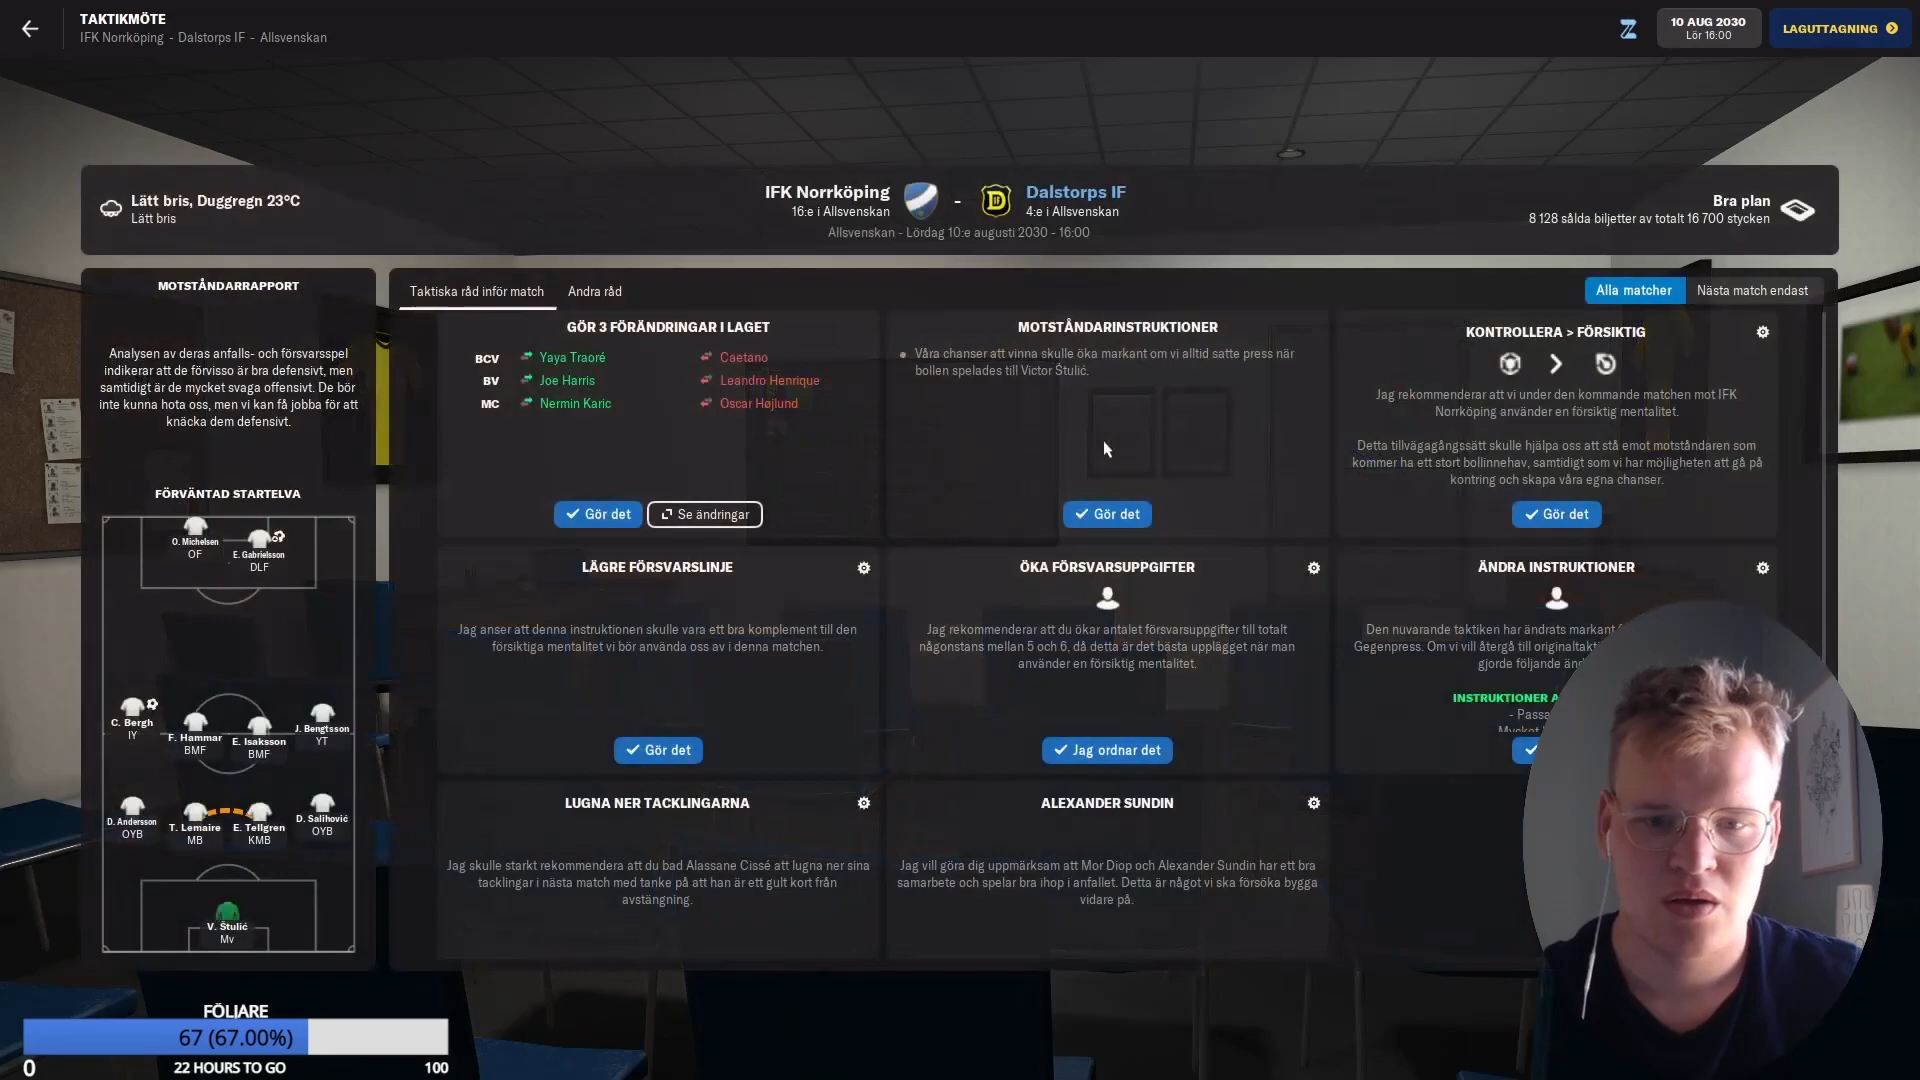 TAKTIKMÖTE
IFK Norrköping - Dalstorps IF - Allsvenskan
10 AUG 2030
Lör 16:00
LAGUTTAGNING
Lätt bris, Duggregn 23°C
Lätt bris
IFK Norrköping
16:e i Allsvenskan
-
Dalstorps IF
4:e i Allsvenskan
Allsvenskan - Lördag 10:e augusti 2030 - 16:00
Bra plan
8 128 sålda biljetter av totalt 16 700 stycken
MOTSTÅNDARRAPPORT
Analysen av deras anfalls- och försvarsspel
indikerar att de förvisso är bra defensivt, men
samtidigt är de mycket svaga offensivt. De bör
inte kunna hota oss, men vi kan få jobba för att
knäcka dem defensivt.
FÖRVÄNTAD STARTELVA
O. Michelsen
OF
E. Gabrielsson
DLF
C. Bergh
IY
F. Hammar
BMF
E. Isaksson
BMF
J. Bengtsson
YT
D. Andersson
OYB
T. Lemaire
MB
E. Tellgren
KMB
D. Salihović
OYB
V. Štulić
Mv
Taktiska råd inför match
Andra råd
Alla matcher
Nästa match endast
GÖR 3 FÖRÄNDRINGAR I LAGET
BCV Yaya Traoré Caetano
BV Joe Harris Leandro Henrique
MC Nermin Karic Oscar Højlund
Gör det
Se ändringar
MOTSTÅNDARINSTRUKTIONER
Våra chanser att vinna skulle öka markant om vi alltid satte press när
bollen spelades till Victor Štulić.
Gör det
KONTROLLERA > FÖRSIKTIG
Jag rekommenderar att vi under den kommande matchen mot IFK
Norrköping använder en försiktig mentalitet.
Detta tillvägagångssätt skulle hjälpa oss att stå emot motståndaren som
kommer ha ett stort bollinnehav, samtidigt som vi har möjligheten att gå på
kontring och skapa våra egna chanser.
Gör det
LÄGRE FÖRSVARSLINJE
Jag anser att denna instruktionen skulle vara ett bra komplement till den
försiktiga mentalitet vi bör använda oss av i denna matchen.
Gör det
ÖKA FÖRSVARSUPPGIFTER
Jag rekommenderar att du ökar antalet försvarsuppgifter till totalt
någonstans mellan 5 och 6, då detta är det bästa upplägget när man
använder en försiktig mentalitet.
Jag ordnar det
ÄNDRA INSTRUKTIONER
Den nuvarande taktiken har ändrats markant
Gegenpress. Om vi vill återgå till
gjorde följande
INSTRUKTIONER
LUGNA NER TACKLINGARNA
Jag skulle starkt rekommendera att du bad Alassane Cissé att lugna ner sina
tacklingar i nästa match med tanke på att han är ett gult kort från
avstängning.
ALEXANDER SUNDIN
Jag vill göra dig uppmärksam att Mor Diop och Alexander Sundin har ett bra
samarbete och spelar bra ihop i anfallet. Detta är något vi ska försöka bygga
vidare på.
FÖLJARE
67 (67.00%)
0
22 HOURS TO GO
100